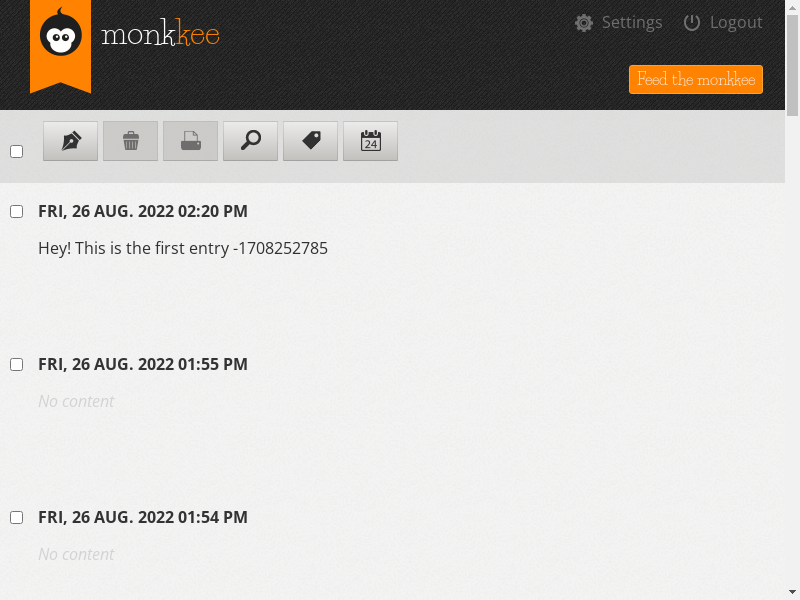 monkkee
Settings
Logout
Feed the monkkee
24
FRI, 26 AUG. 2022 02:20 PM
Hey! This is the first entry -1708252785
FRI, 26 AUG. 2022 01:55 PM
No content
FRI, 26 AUG. 2022 01:54 PM
No content